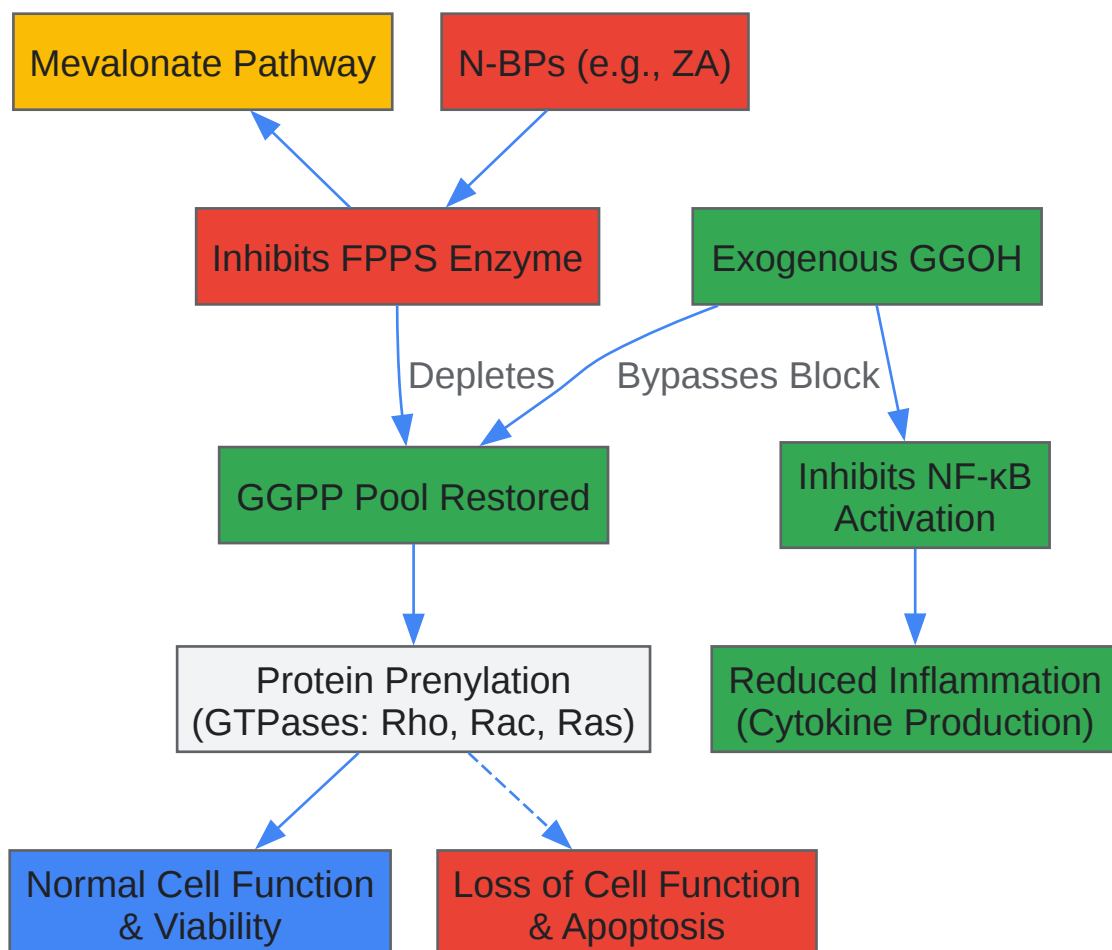 Mevalonate Pathway
N-BPs (e.g., ZA)
Inhibits FPPS Enzyme
Exogenous GGOH
Depletes
Bypasses Block
GGPP Pool Restored
Inhibits NF-κB
Activation
Protein Prenylation
(GTPases: Rho, Rac, Ras)
Reduced Inflammation
(Cytokine Production)
Normal Cell Function
& Viability
Loss of Cell Function
& Apoptosis